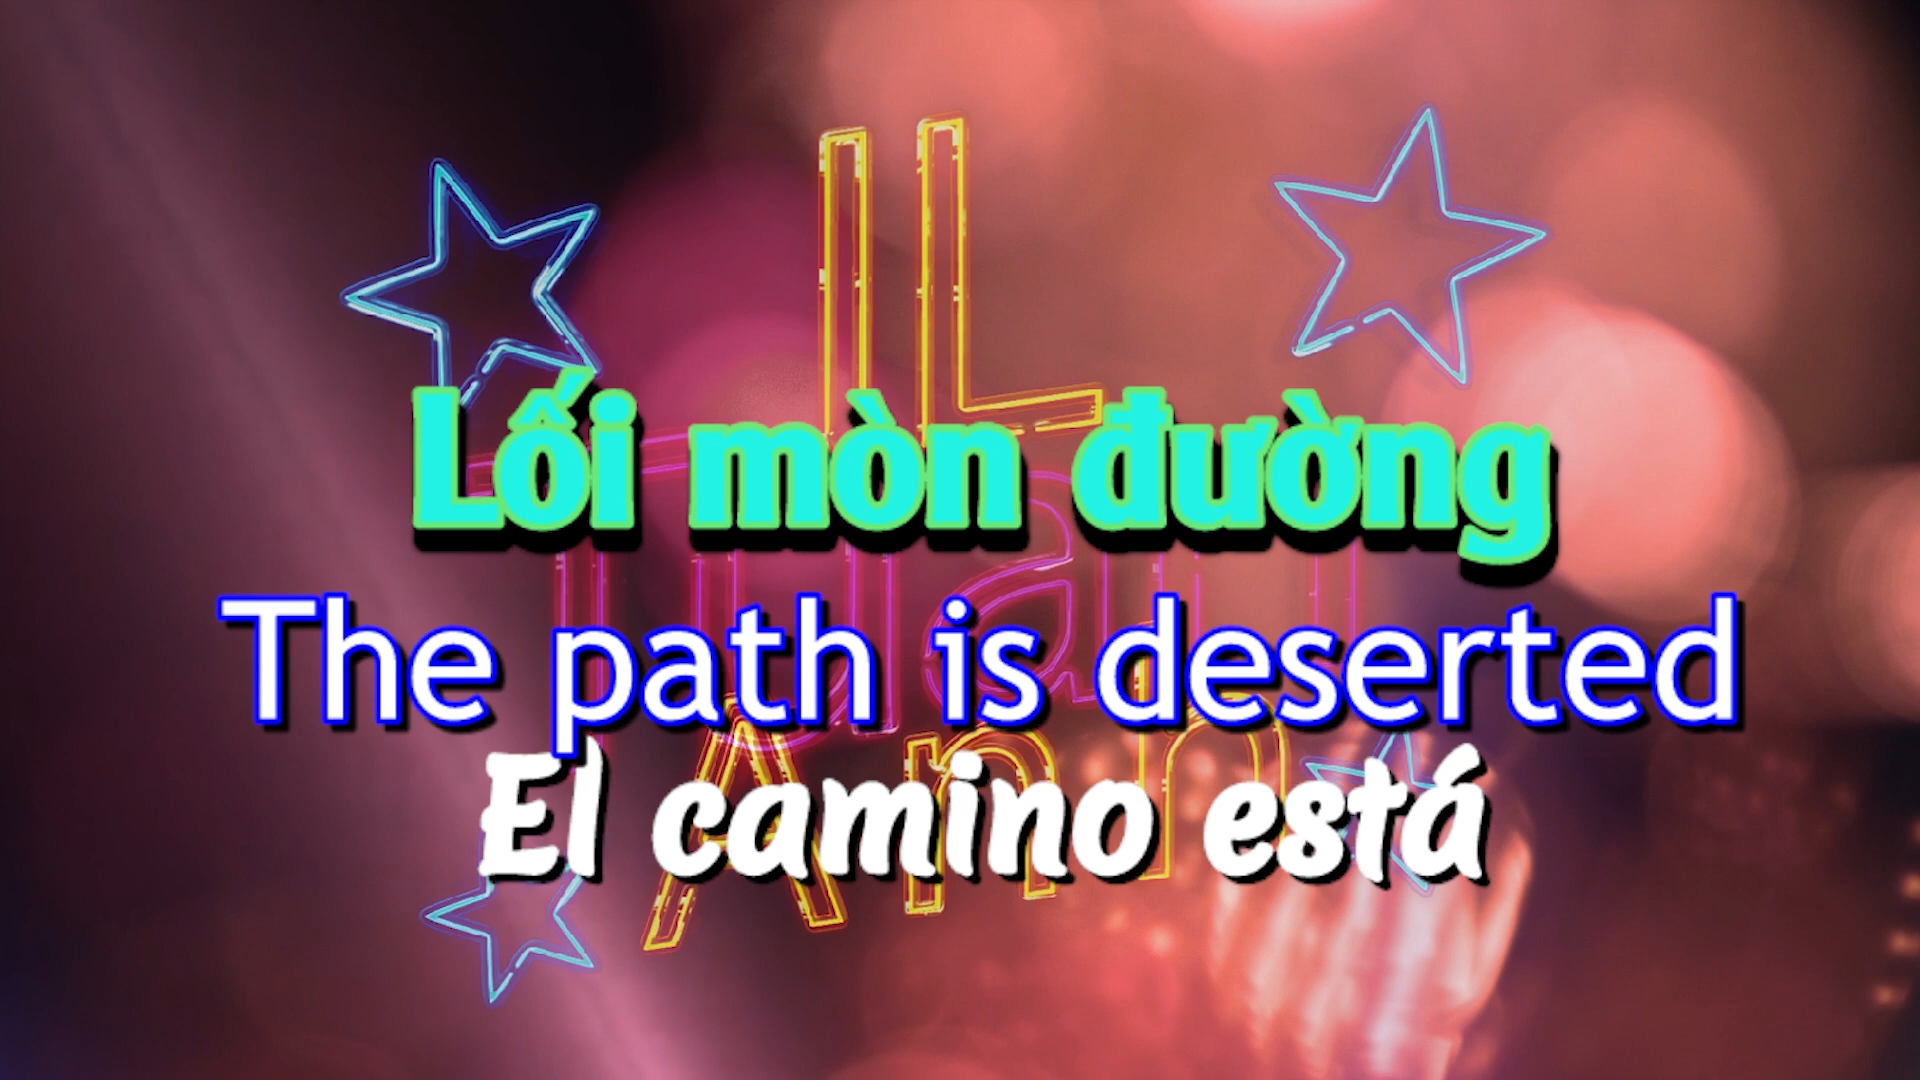 Lối mòn đường
The path is deserted
El camino está